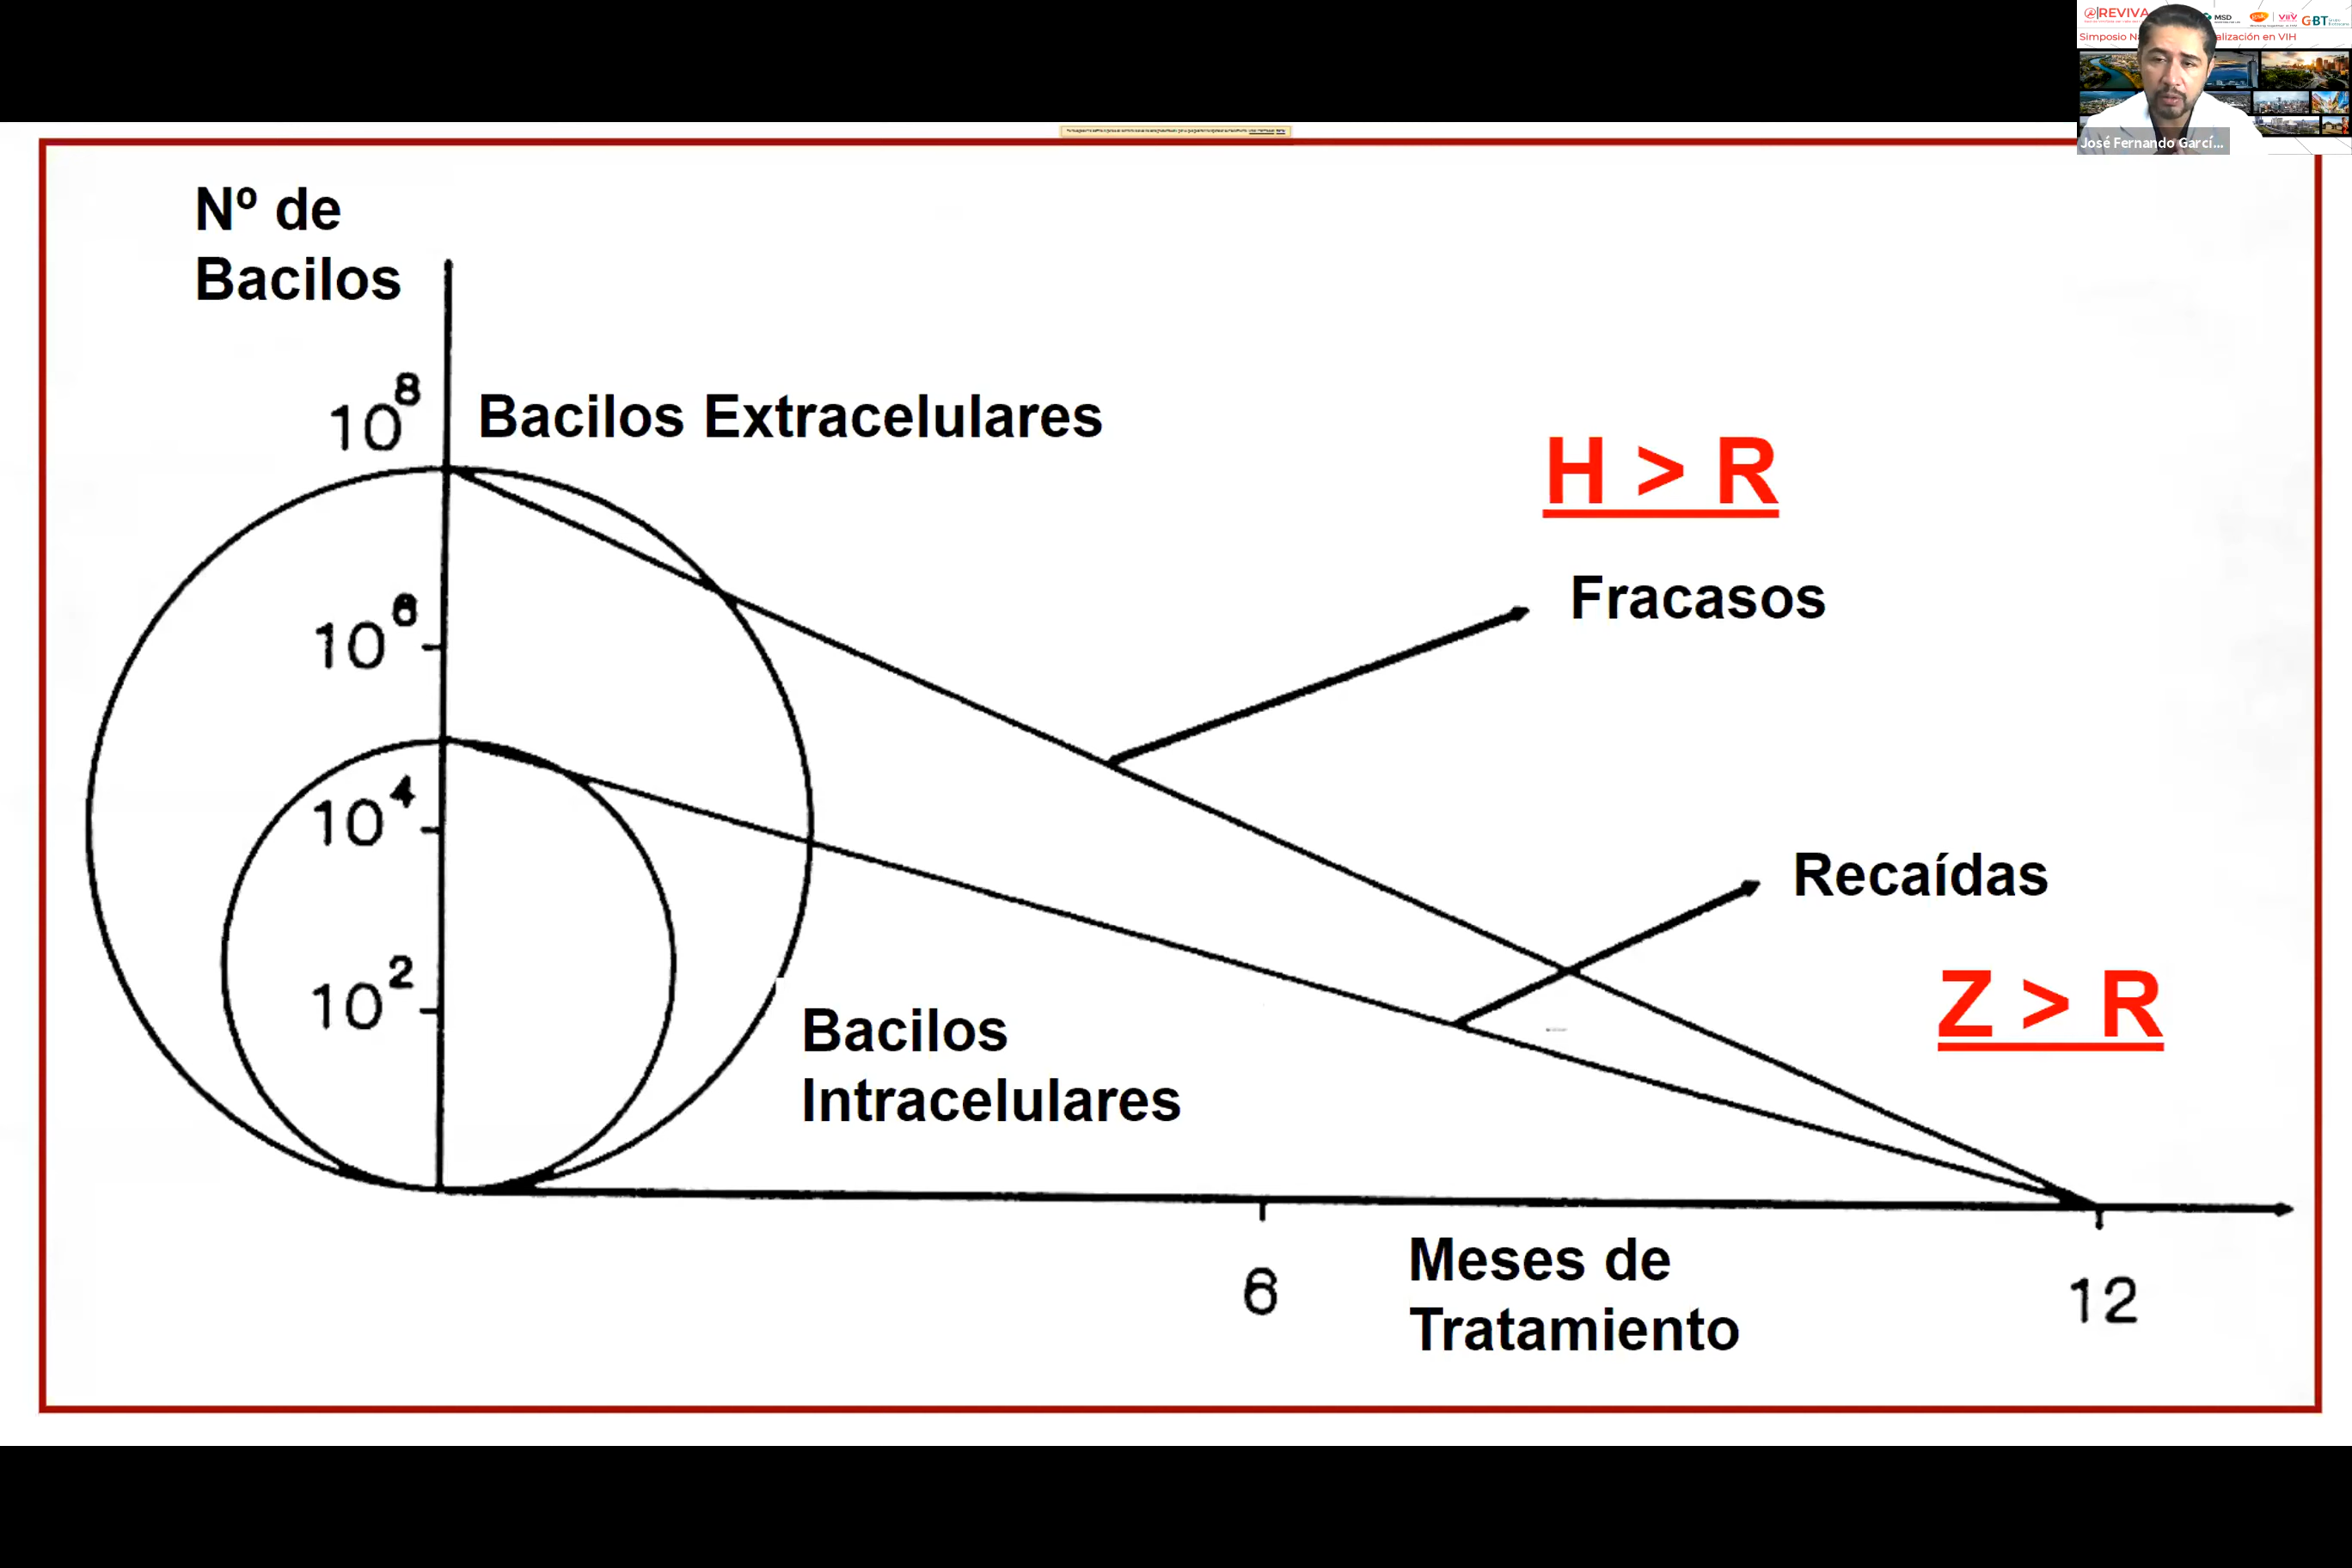 REVIVA
MSD
gsk
ViiV
GBT
Simposio
alización en VIH
José Fernando Garcí...
Nº de
Bacilos
10⁸
Bacilos Extracelulares
H > R
10⁶
Fracasos
10⁴
Recaídas
10²
Z > R
Bacilos
Intracelulares
6
Meses de
Tratamiento
12